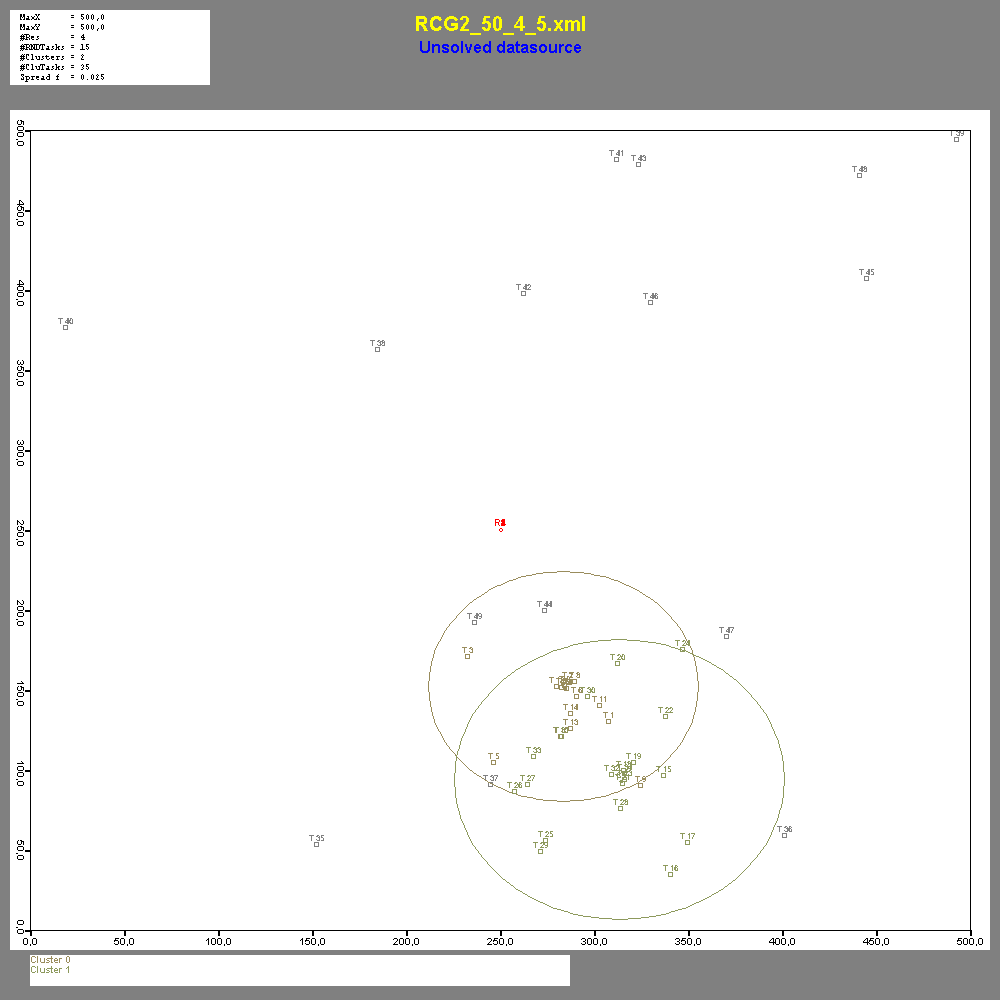 MaxX = 500,0
MaxY = 500,0
#Res = 4
#RNDTasks = 15
#Clusters = 2
#CluTasks = 35
Spread f = 0.025
RCG2_50_4_5.xml
Unsolved datasource
500,0
450,0
400,0
350,0
300,0
250,0
200,0
150,0
100,0
50,0
0,0
T 39
T 41
T 43
T 48
T 45
T 42
T 46
T 40
T 38
T 44
T 49
T 47
T 24
T 3
T 20
T 8
T 30
T 11
T 14
T 1
T 22
T 13
T 33
T 5
T 19
T 15
T 37
T 26
T 27
T 9
T 28
T 36
T 35
T 25
T 29
T 17
T 16
0,0 50,0 100,0 150,0 200,0 250,0 300,0 350,0 400,0 450,0 500,0
Cluster 0
Cluster 1